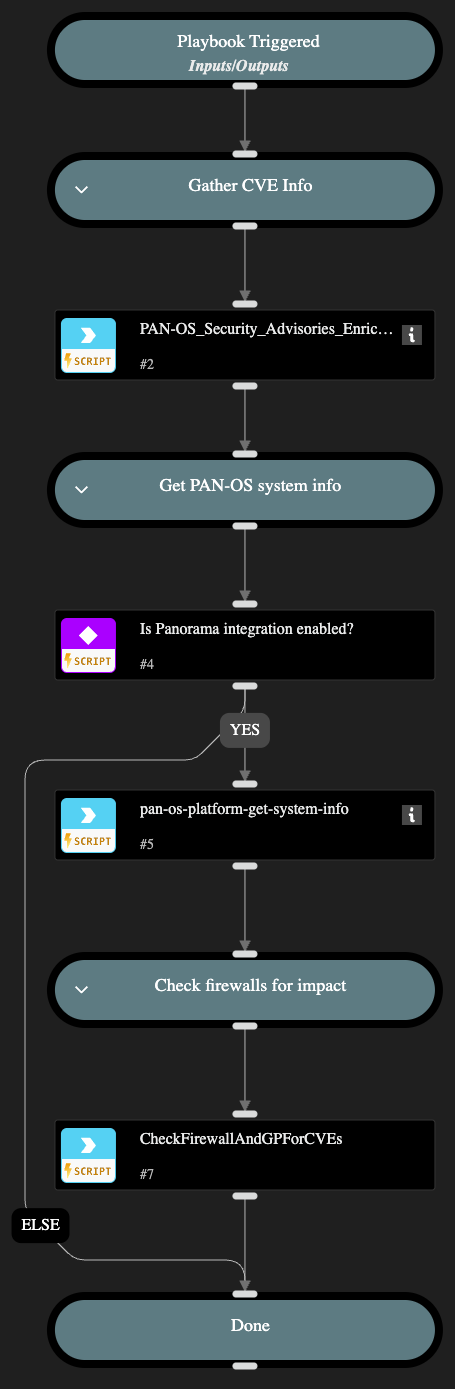 Playbook Triggered
Inputs/Outputs
Gather CVE Info
PAN-OS_Security_Advisories_Enric...
SCRIPT
#2
Get PAN-OS system info
Is Panorama integration enabled?
SCRIPT
#4
YES
pan-os-platform-get-system-info
SCRIPT
#5
Check firewalls for impact
CheckFirewallAndGPForCVEs
SCRIPT
#7
ELSE
Done